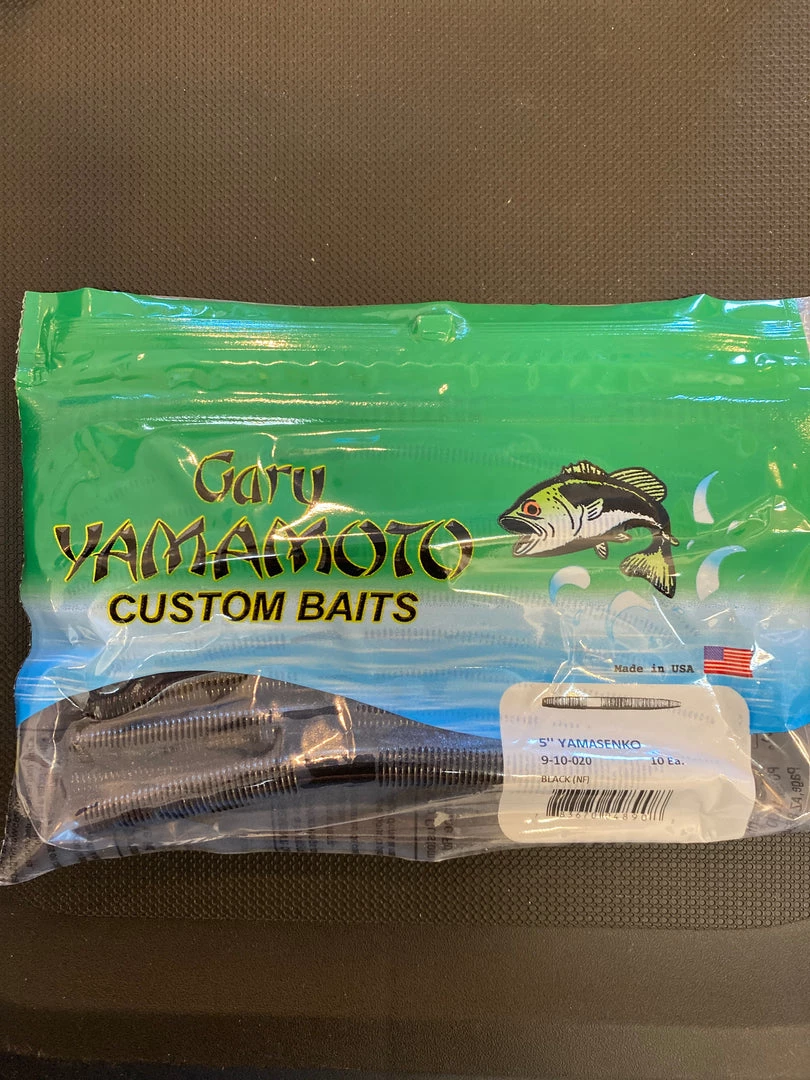 Gary
YAMAMOTO
CUSTOM BAITS
Made in USA
5" YAMASENKO
9-10-020 10 Ea.
BLACK (NF)